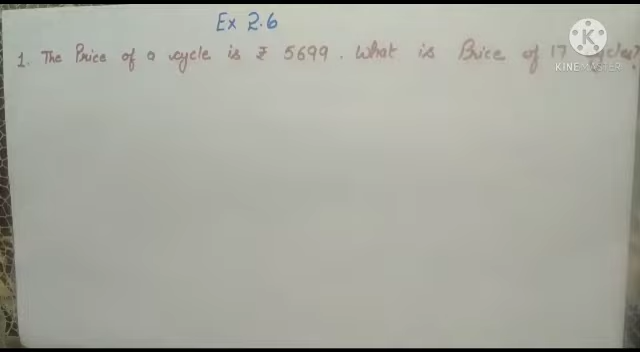 Ex 2.6
1. The Price of a cycle is ₹ 5699. What is Price of 17 cycles?
KINEMASTER